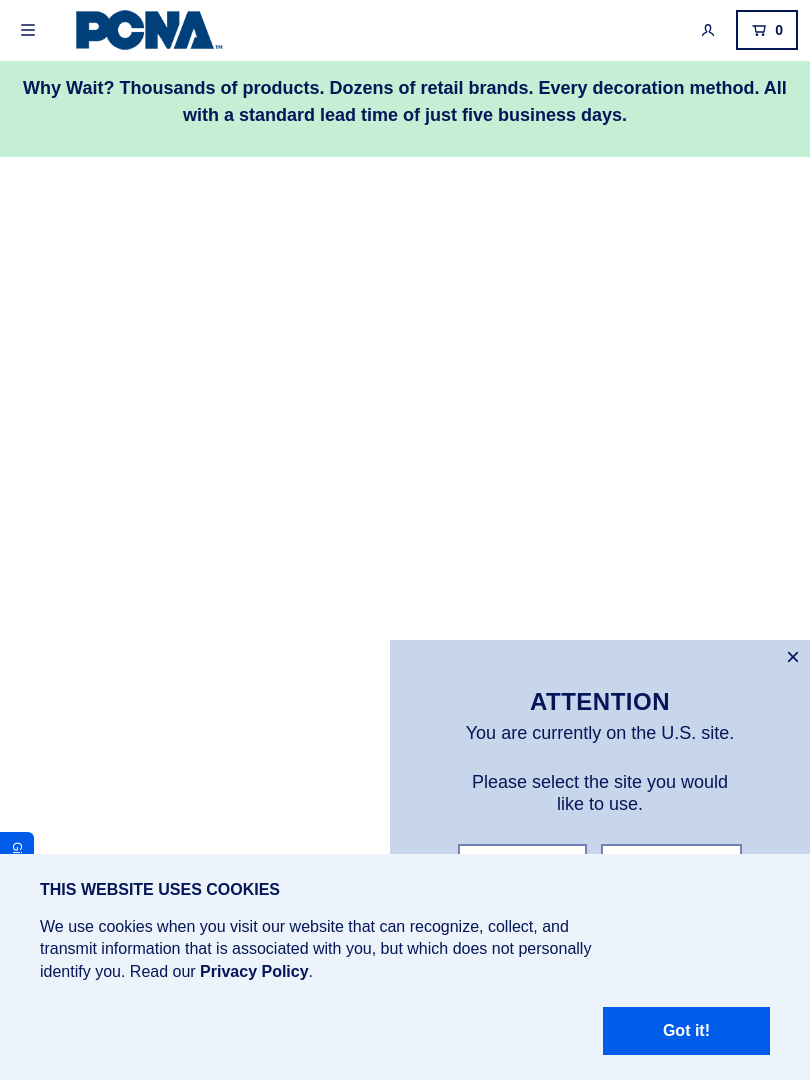 PCNA™
0
Why Wait? Thousands of products. Dozens of retail brands. Every decoration method. All
with a standard lead time of just five business days.
ATTENTION
You are currently on the U.S. site.
Please select the site you would
like to use.
THIS WEBSITE USES COOKIES
We use cookies when you visit our website that can recognize, collect, and
transmit information that is associated with you, but which does not personally
identify you. Read our Privacy Policy.
Got it!